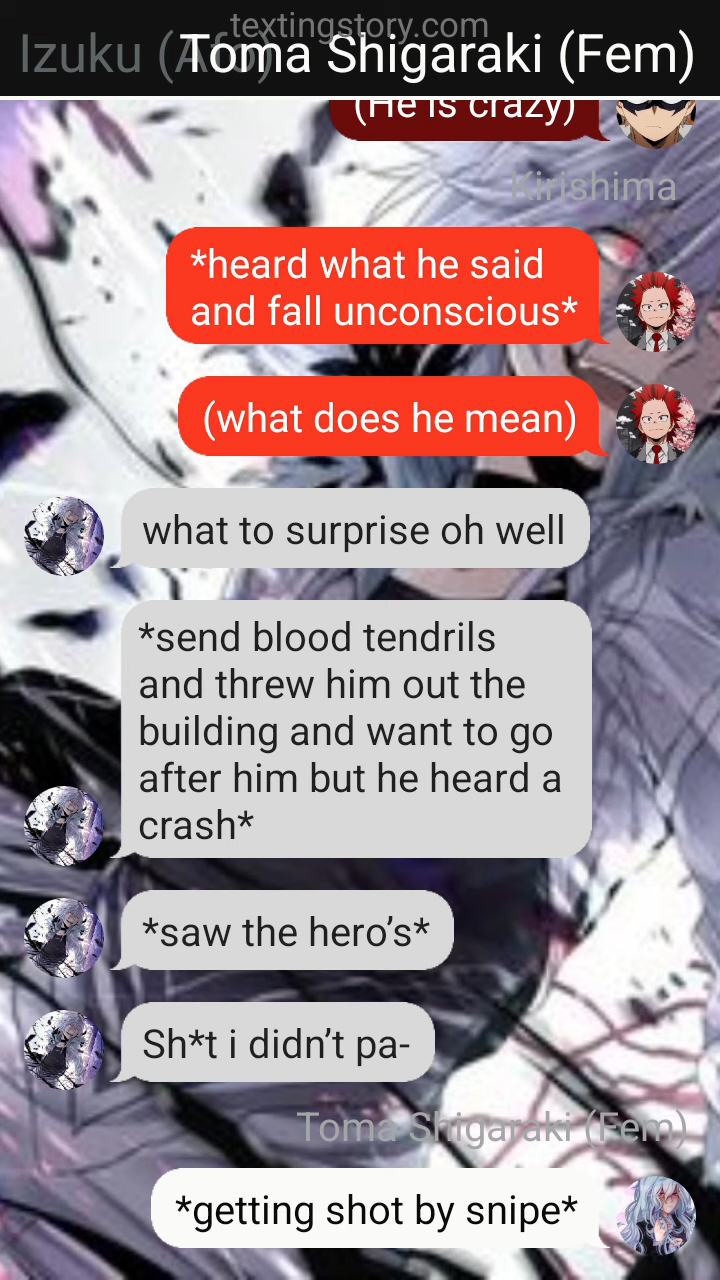 textingstory.com
Izuku (Afo)
Toma Shigaraki (Fem)
(He is crazy)
Kirishima
*heard what he said
and fall unconscious*
(what does he mean)
what to surprise oh well
*send blood tendrils
and threw him out the
building and want to go
after him but he heard a
crash*
*saw the hero’s*
Sh*t i didn’t pa-
Toma Shigaraki (Fem)
*getting shot by snipe*